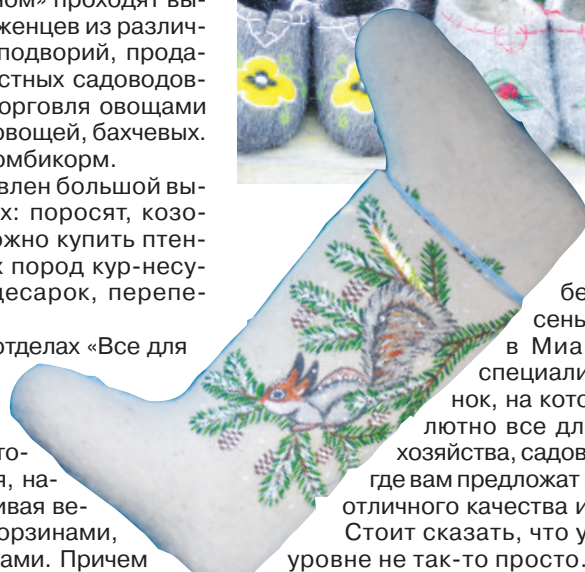 ном» проходят вы-
женцев из различ-
подворий, прода-
стных садоводов-
орговля овощами
овощей, бахчевых.
омбикорм.
влен большой вы-
х: поросят, козо-
жно купить птен-
х пород кур-несу-
цесарок, перепе-
отделах «Все для
то-
я, на-
ивая ве-
орзинами,
ами. Причем
бе
сень
в Миа
специали
нок, на кото
лютно все дл
хозяйства, садов
где вам предложат
отличного качества и
Стоит сказать, что у
уровне не так-то просто.